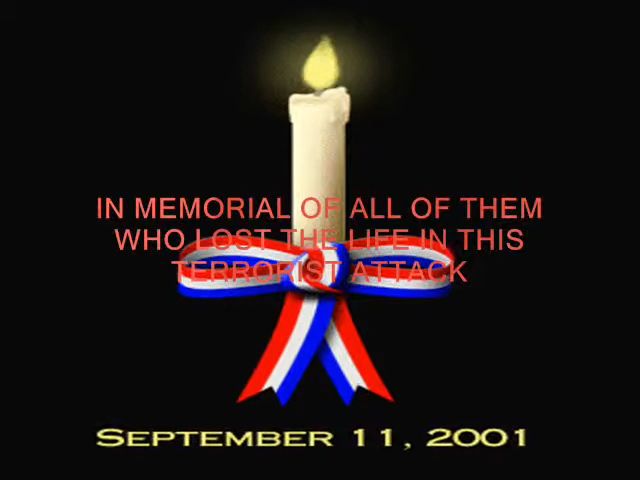 IN MEMORIAL OF ALL OF THEM
WHO LOST THE LIFE IN THIS
TERRORIST ATTACK
SEPTEMBER 11, 2001